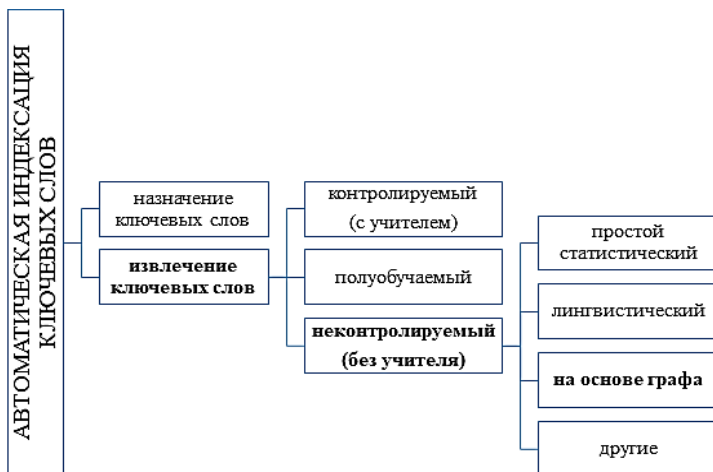 АВТОМАТИЧЕСКАЯ ИНДЕКСАЦИЯ
КЛЮЧЕВЫХ СЛОВ
назначение
ключевых слов
извлечение
ключевых слов
контролируемый
(с учителем)
полуобучаемый
неконтролируемый
(без учителя)
простой
статистический
лингвистический
на основе графа
другие